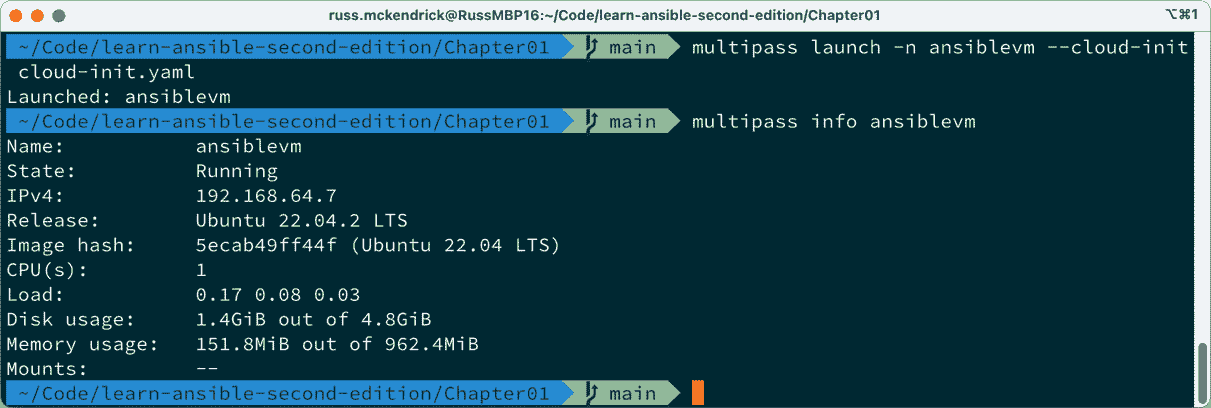 russ.mckendrick@RussMBP16:~/Code/learn-ansible-second-edition/Chapter01 ⌥⌘1
~/Code/learn-ansible-second-edition/Chapter01 main multipass launch -n ansiblevm --cloud-init
cloud-init.yaml
Launched: ansiblevm
~/Code/learn-ansible-second-edition/Chapter01 main multipass info ansiblevm
Name: ansiblevm
State: Running
IPv4: 192.168.64.7
Release: Ubuntu 22.04.2 LTS
Image hash: 5ecab49ff44f (Ubuntu 22.04 LTS)
CPU(s): 1
Load: 0.17 0.08 0.03
Disk usage: 1.4GiB out of 4.8GiB
Memory usage: 151.8MiB out of 962.4MiB
Mounts: --
~/Code/learn-ansible-second-edition/Chapter01 main